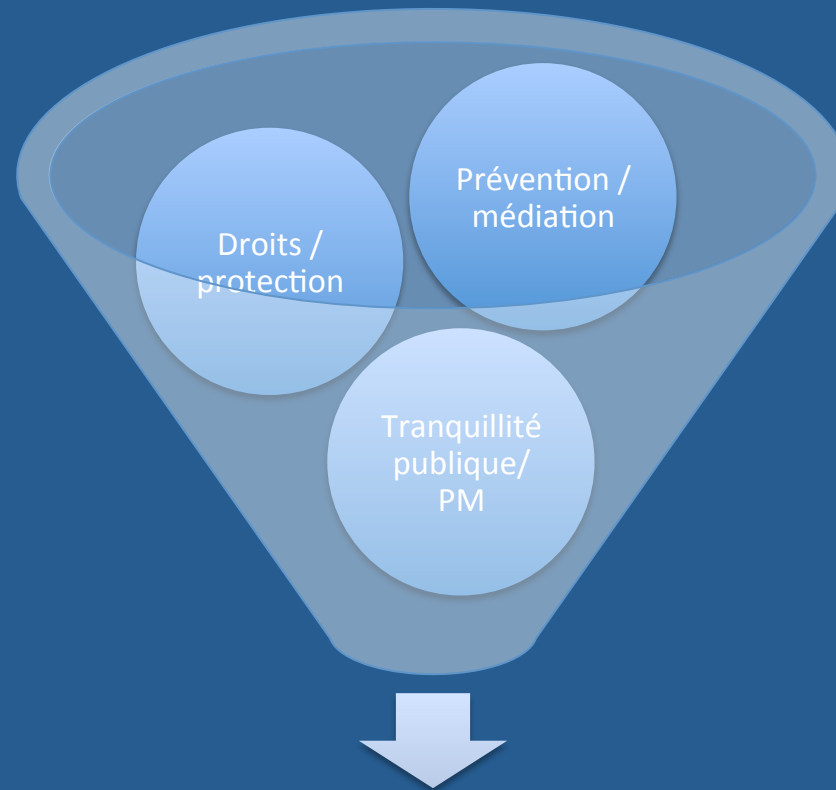 Prévention /
médiation
Droits /
protection
Tranquillité
publique/
PM